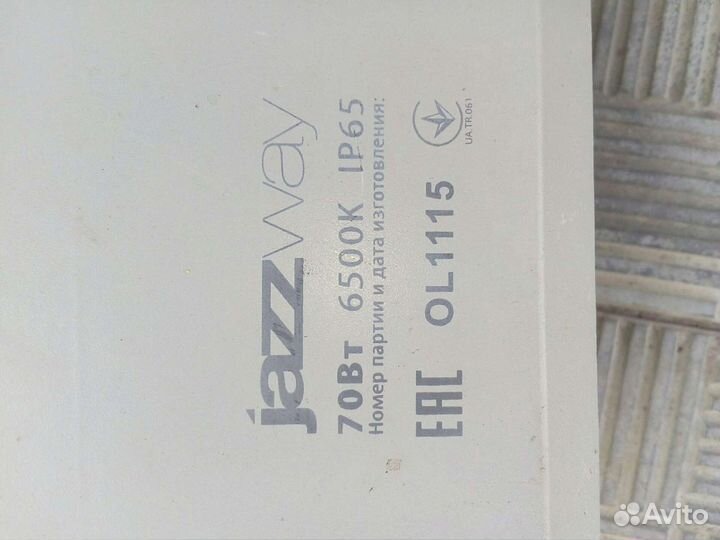 jazzway
70Вт 6500K IP65
Номер партии и дата изготовления:
EAC OL1115
UA.TR.061
Avito